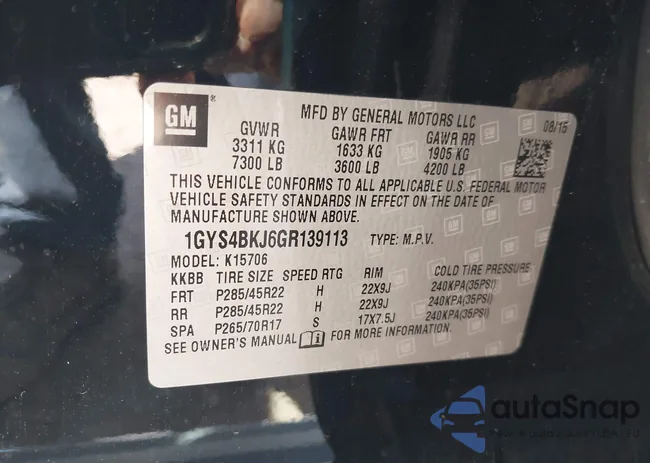 GM ®
MFD BY GENERAL MOTORS LLC 08/15
GVWR GAWR FRT GAWR RR
3311 KG 1633 KG 1905 KG
7300 LB 3600 LB 4200 LB
THIS VEHICLE CONFORMS TO ALL APPLICABLE U.S. FEDERAL MOTOR
VEHICLE SAFETY STANDARDS IN EFFECT ON THE DATE OF
MANUFACTURE SHOWN ABOVE.
1GYS4BKJ6GR139113 TYPE: M.P.V.
MODEL: K15706
KKBB TIRE SIZE SPEED RTG RIM COLD TIRE PRESSURE
FRT P285/45R22 H 22X9J 240KPA(35PSI)
RR P285/45R22 H 22X9J 240KPA(35PSI)
SPA P265/70R17 S 17X7.5J 240KPA(35PSI)
SEE OWNER'S MANUAL FOR MORE INFORMATION.
autaSnap